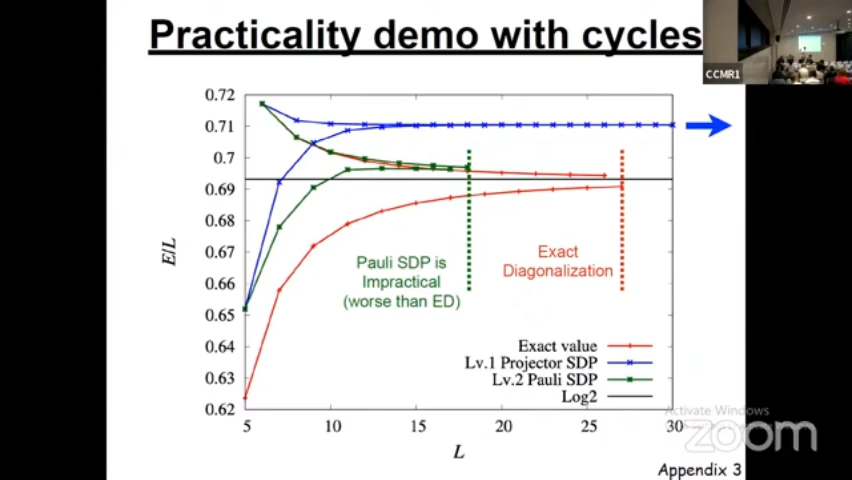 Practicality demo with cycles
CCMR1
0.72
0.71
0.7
0.69
0.68
0.67
0.66
0.65
0.64
0.63
0.62
E/L
Pauli SDP is
Impractical
(worse than ED)
Exact
Diagonalization
Exact value
Lv.1 Projector SDP
Lv.2 Pauli SDP
Log2
5
10
15
20
25
30
L
Activate Windows
zoom
Appendix 3